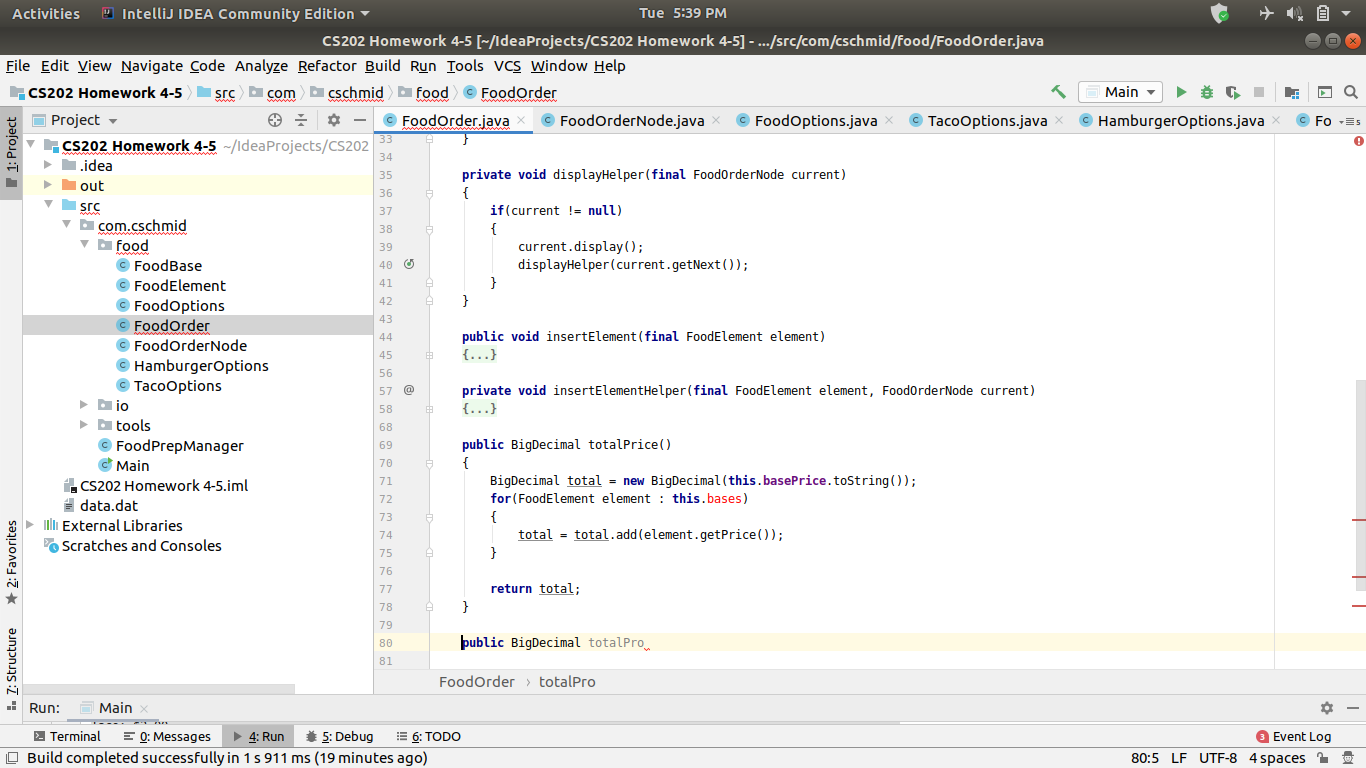 Activities IntelliJ IDEA Community Edition Tue 5:39 PM
CS202 Homework 4-5 [~/IdeaProjects/CS202 Homework 4-5] - .../src/com/cschmid/food/FoodOrder.java
File Edit View Navigate Code Analyze Refactor Build Run Tools VCS Window Help
CS202 Homework 4-5 src com cschmid food FoodOrder Main
1: Project
Project
FoodOrder.java FoodOrderNode.java FoodOptions.java TacoOptions.java HamburgerOptions.java Fo 5
CS202 Homework 4-5 ~/IdeaProjects/CS202
.idea
out
src
com.cschmid
food
FoodBase
FoodElement
FoodOptions
FoodOrder
FoodOrderNode
HamburgerOptions
TacoOptions
io
tools
FoodPrepManager
Main
CS202 Homework 4-5.iml
data.dat
External Libraries
Scratches and Consoles
2: Favorites
7: Structure
33 }
34
35 private void displayHelper(final FoodOrderNode current)
36 {
37 if(current != null)
38 {
39 current.display();
40 displayHelper(current.getNext());
41 }
42 }
43
44 public void insertElement(final FoodElement element)
45 {...}
56
57 private void insertElementHelper(final FoodElement element, FoodOrderNode current)
58 {...}
68
69 public BigDecimal totalPrice()
70 {
71 BigDecimal total = new BigDecimal(this.basePrice.toString());
72 for(FoodElement element : this.bases)
73 {
74 total = total.add(element.getPrice());
75 }
76
77 return total;
78 }
79
80 public BigDecimal totalPro
81
FoodOrder › totalPro
Run: Main
Terminal 0: Messages 4: Run 5: Debug 6: TODO 3 Event Log
Build completed successfully in 1 s 911 ms (19 minutes ago) 80:5 LF UTF-8 4 spaces